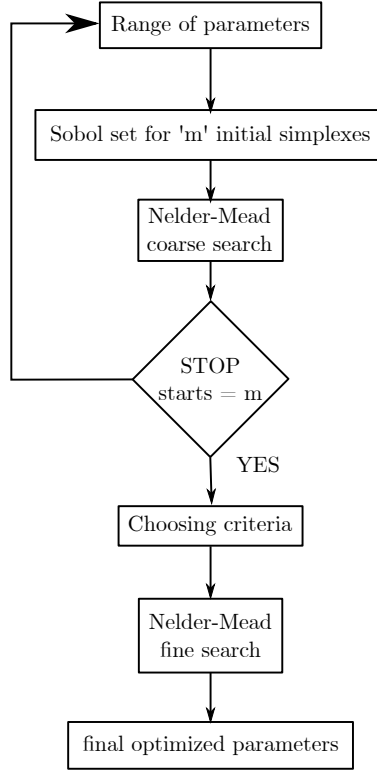 Range of parameters
Sobol set for 'm' initial simplexes
Nelder-Mead
coarse search
STOP
starts = m
YES
Choosing criteria
Nelder-Mead
fine search
final optimized parameters